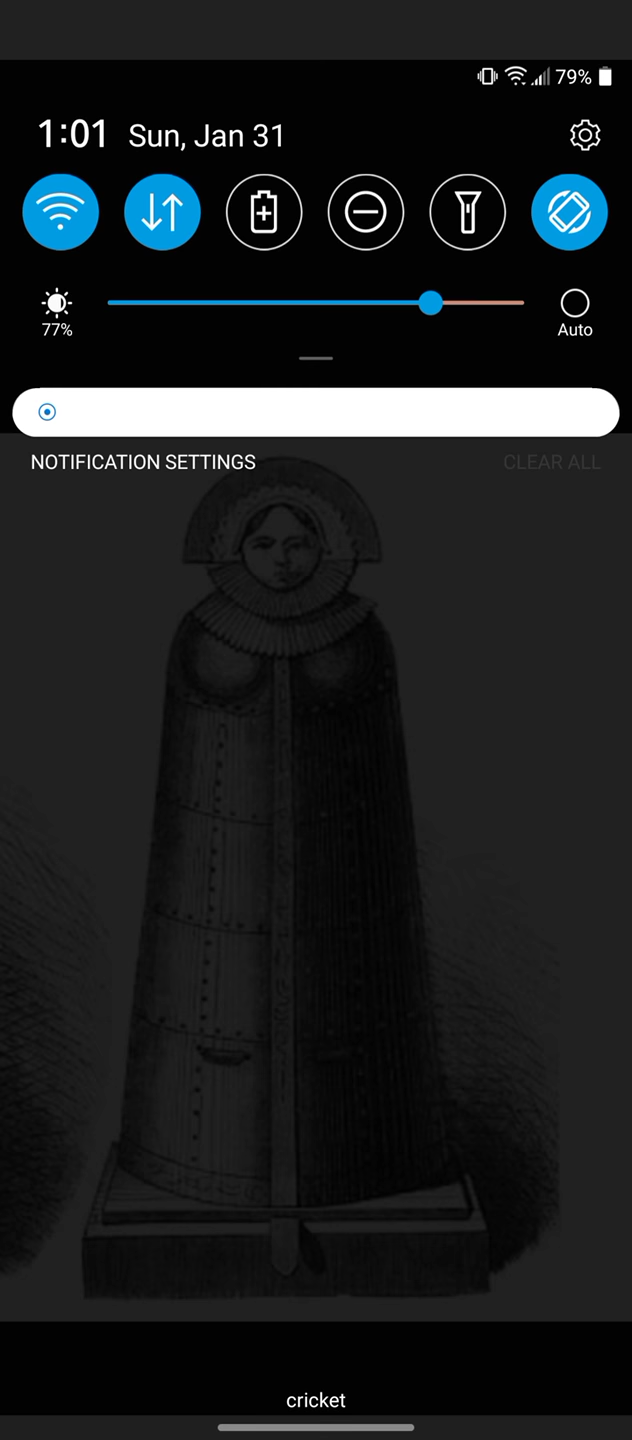 79%
1:01 Sun, Jan 31
77%
Auto
NOTIFICATION SETTINGS CLEAR ALL
cricket